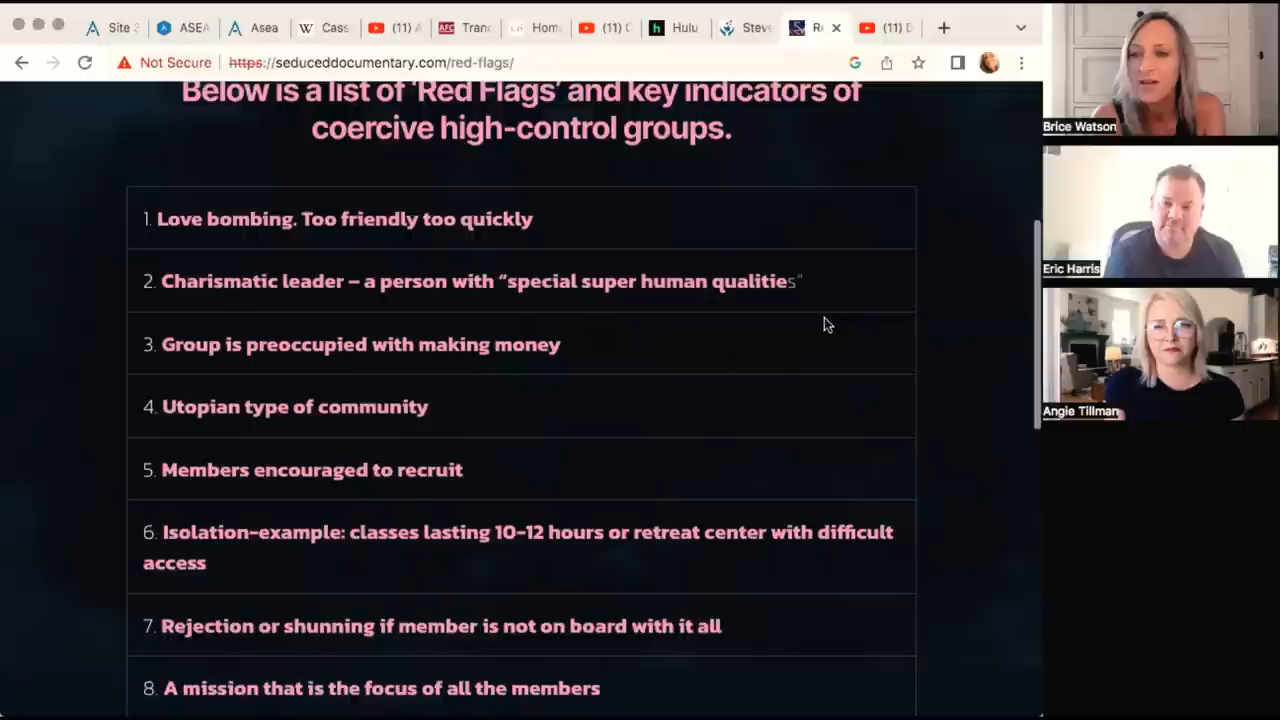 Site S
ASEA
Asea
Cass
(11) A
AFC
Tranc
Home
(11) C
h
Hulu
Steve
Re
(11) D
Not Secure https://seduceddocumentary.com/red-flags/
Below is a list of 'Red Flags' and key indicators of
coercive high-control groups.
1. Love bombing. Too friendly too quickly
2. Charismatic leader – a person with “special super human qualities“
3. Group is preoccupied with making money
4. Utopian type of community
5. Members encouraged to recruit
6. Isolation-example: classes lasting 10-12 hours or retreat center with difficult
access
7. Rejection or shunning if member is not on board with it all
8. A mission that is the focus of all the members
Brice Watson
Eric Harris
Angie Tillman